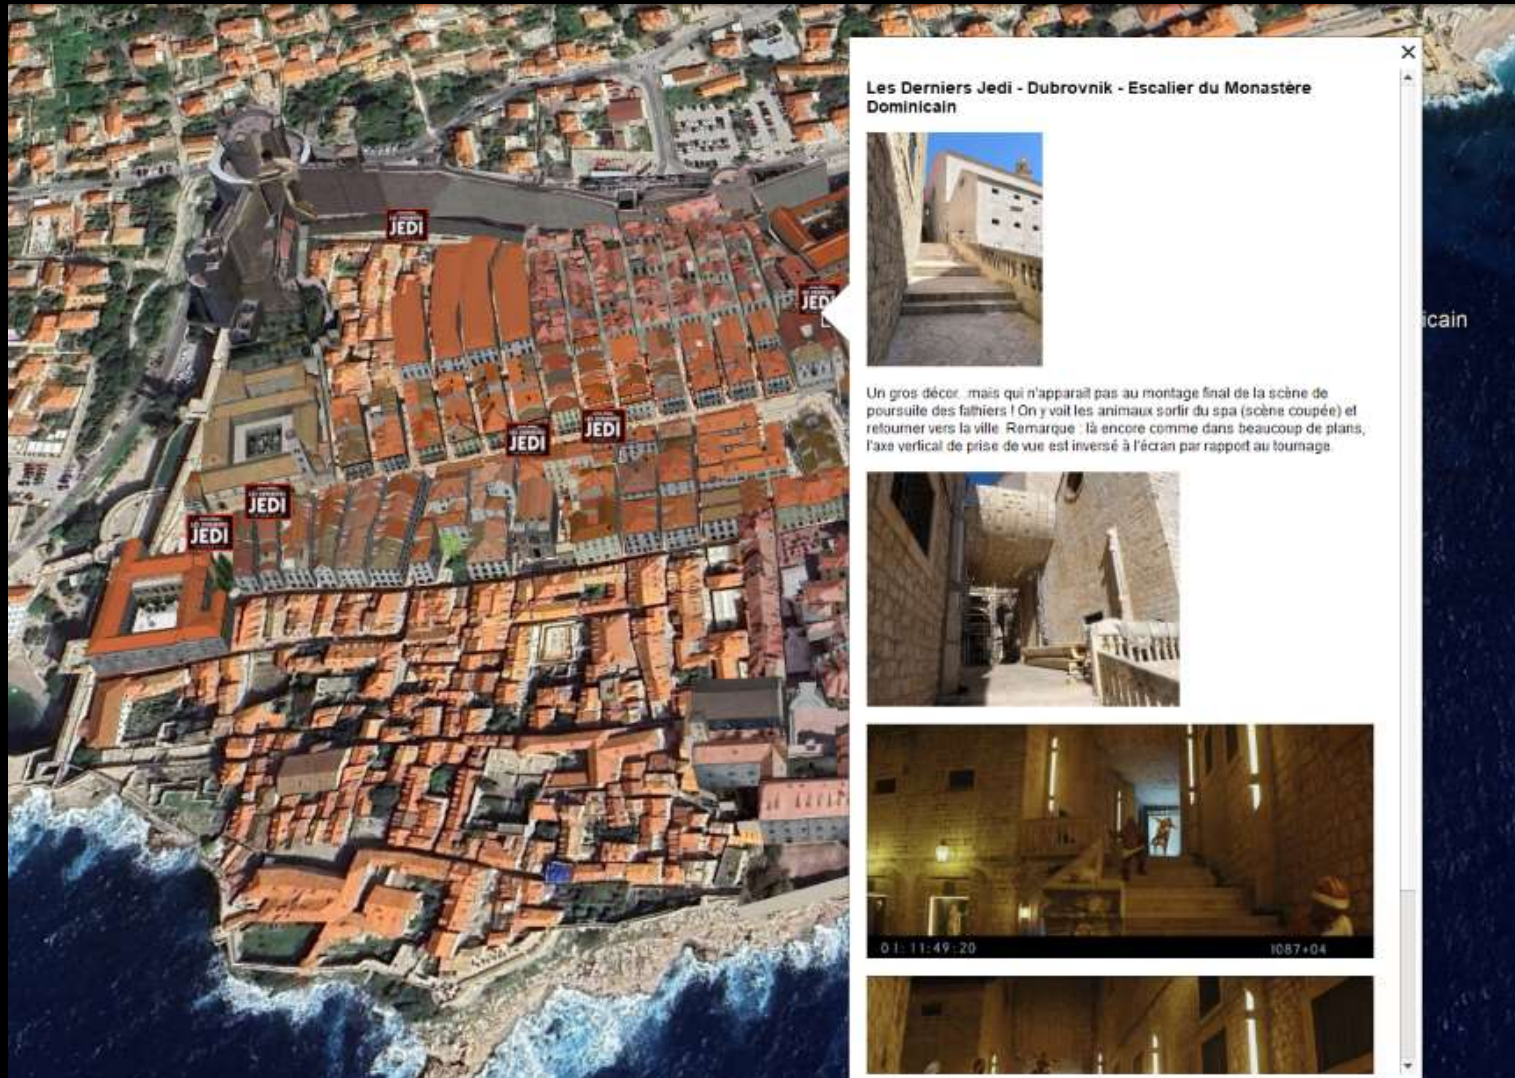 Les Derniers Jedi - Dubrovnik - Escalier du Monastère
Dominicain
JEDI
JEDI
icain
Un gros décor...mais qui n'apparait pas au montage final de la scène de
poursuite des fathiers ! On y voit les animaux sortir du spa (scène coupée) et
retourner vers la ville. Remarque : là encore comme dans beaucoup de plans,
l'axe vertical de prise de vue est inversé à l'écran par rapport au tournage.
JEDI
JEDI
JEDI
JEDI
01:11:49:20
1087+04